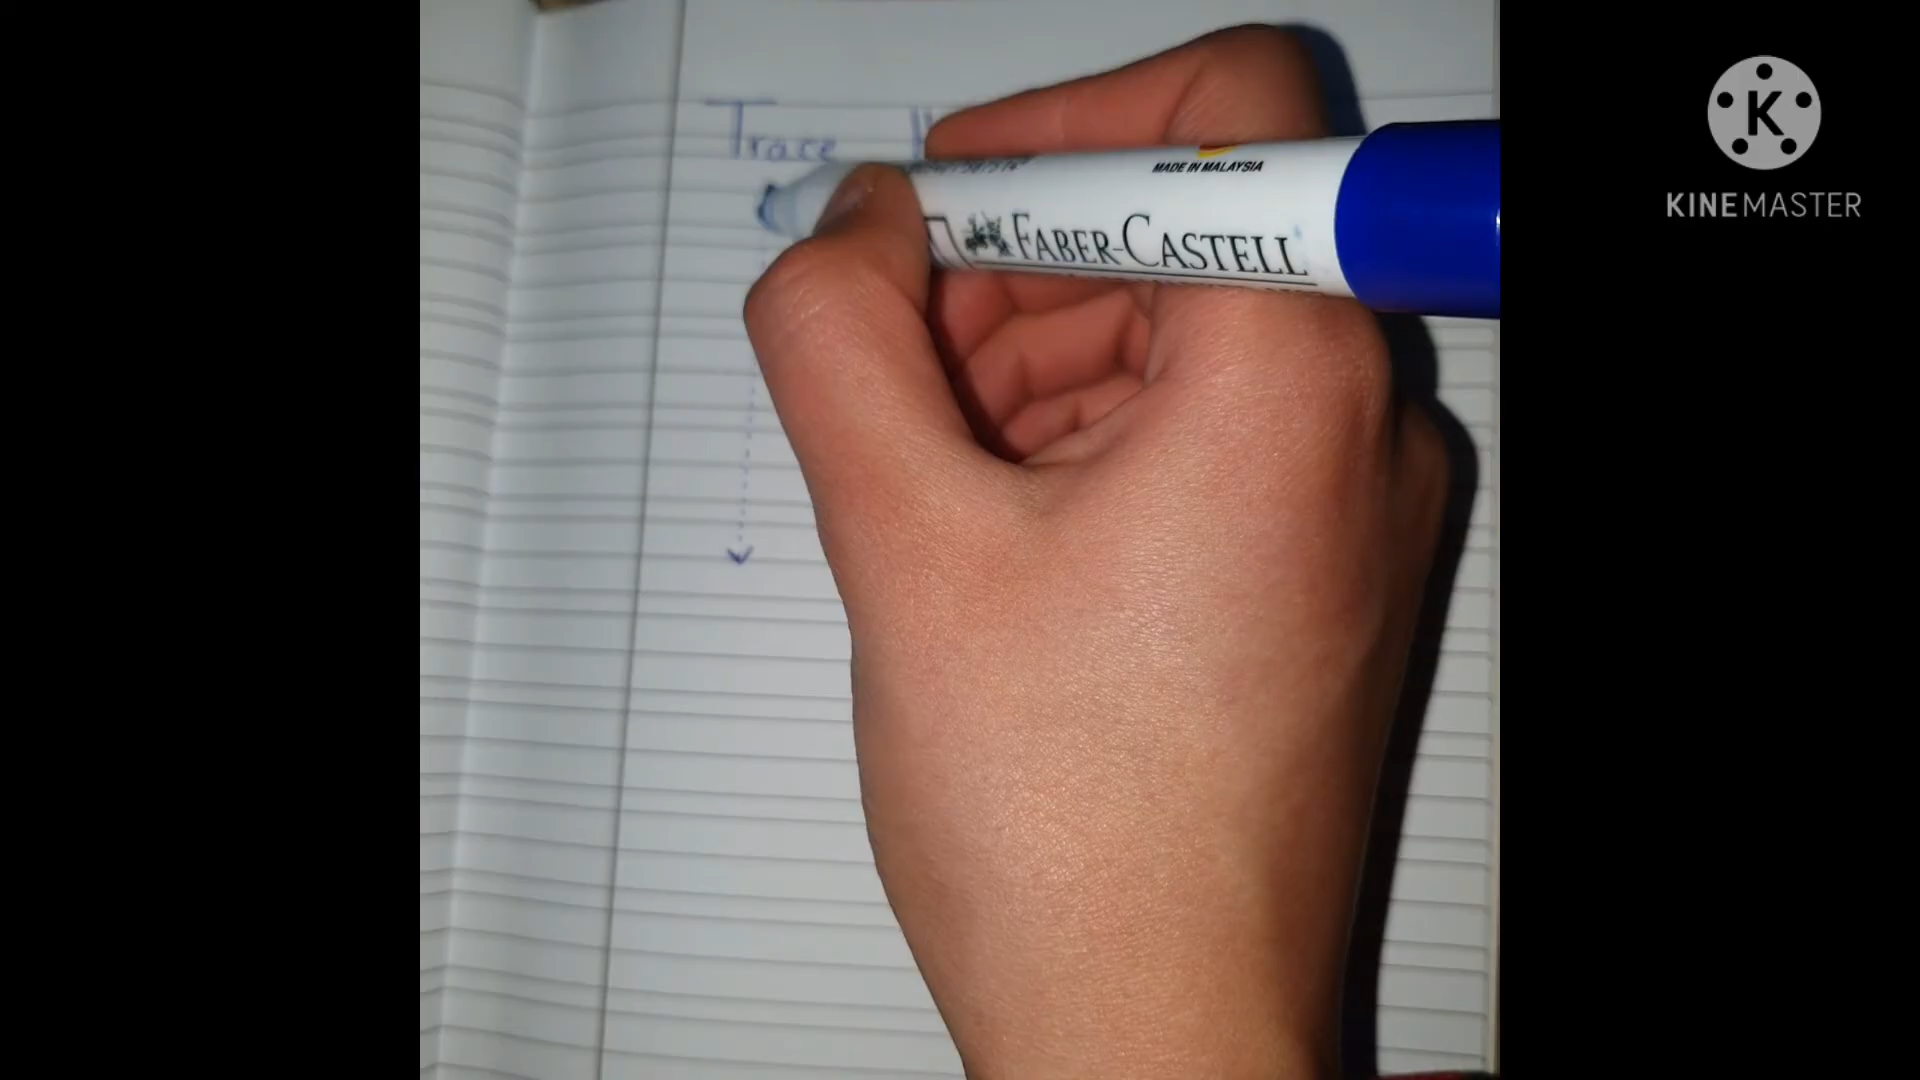 Trace
MADE IN MALAYSIA
FABER-CASTELL
K
KINEMASTER